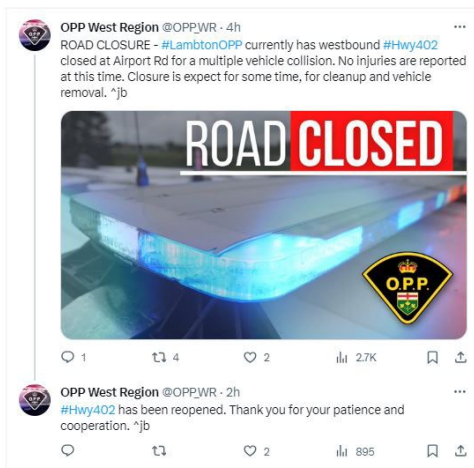 OPP West Region @OPP_WR · 4h
ROAD CLOSURE - #LambtonOPP currently has westbound #Hwy402
closed at Airport Rd for a multiple vehicle collision. No injuries are reported
at this time. Closure is expect for some time, for cleanup and vehicle
removal. ^jb
ROAD CLOSED
O.P.P.
1 4 2 2.7K
OPP West Region @OPP_WR · 2h
#Hwy402 has been reopened. Thank you for your patience and
cooperation. ^jb
2 895